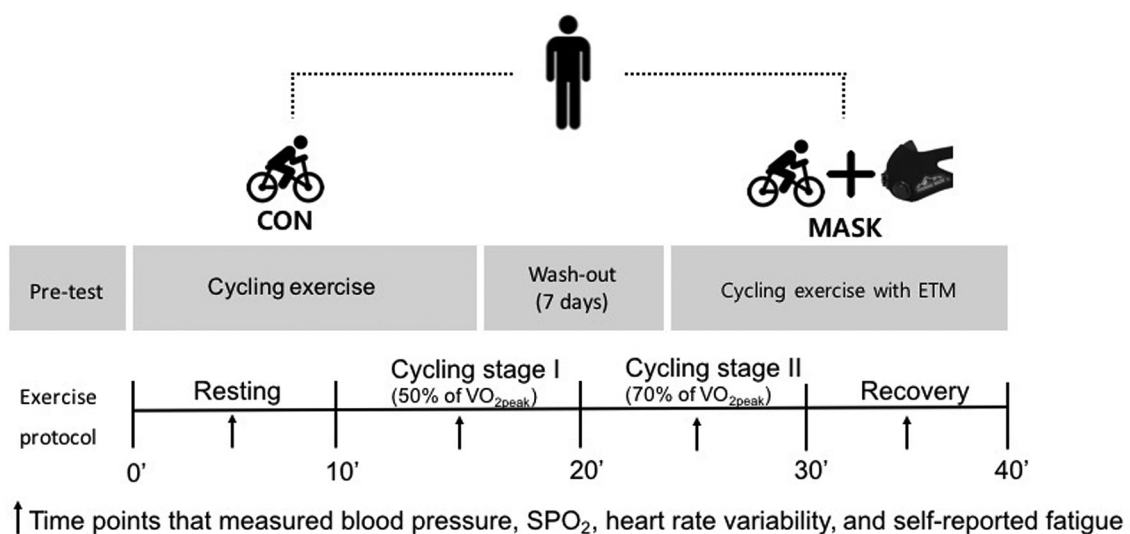 CON
MASK
Pre-test
Cycling exercise
Wash-out
(7 days)
Cycling exercise with ETM
Exercise
protocol
Resting
Cycling stage I
(50% of VO2peak)
Cycling stage II
(70% of VO2peak)
Recovery
0'
10'
20'
30'
40'
Time points that measured blood pressure, SPO2, heart rate variability, and self-reported fatigue